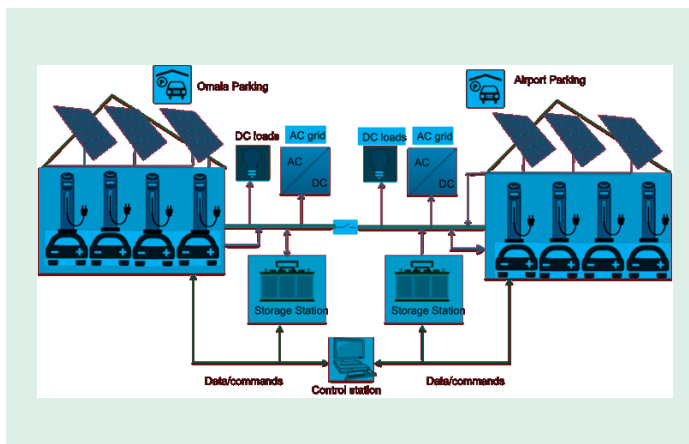 Omaia Parking
Airport Parking
DC loads
AC grid
DC loads
AC grid
AC
DC
AC
DC
Storage Station
Storage Station
Data/commands
Control station
Data/commands